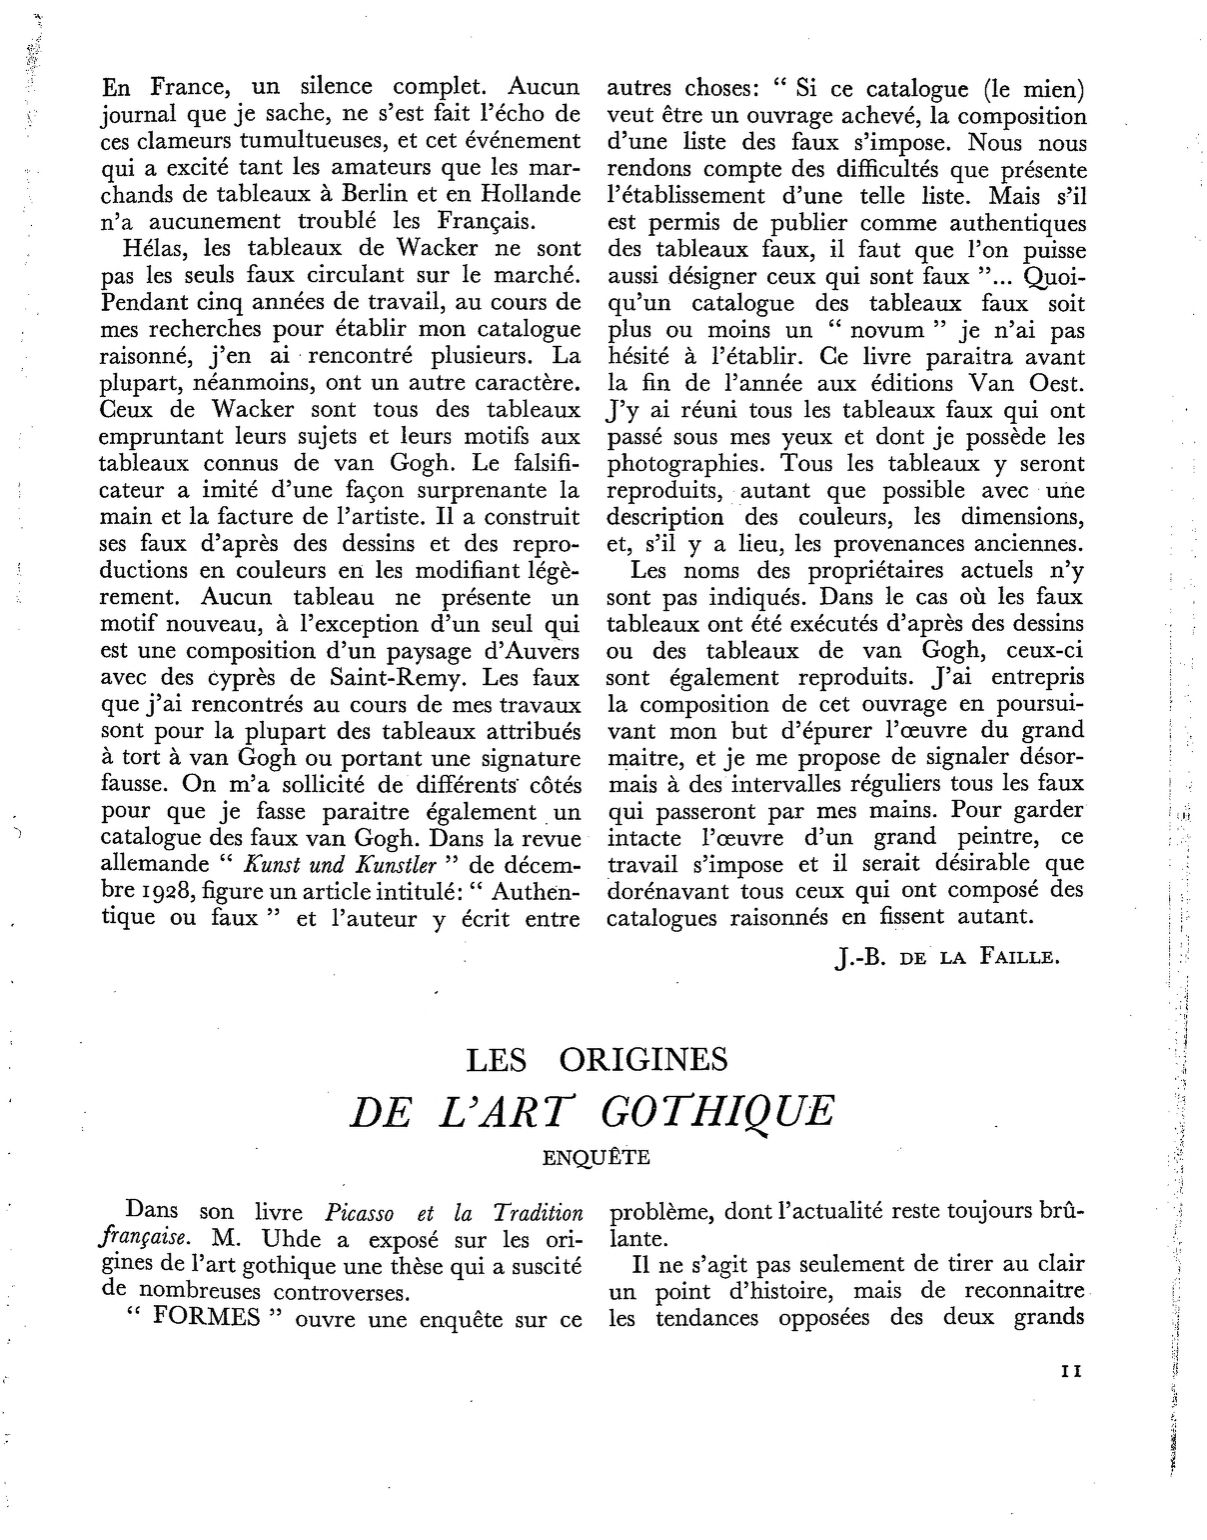 En France, un silence complet. Aucun
journal que je sache, ne s'est fait l'écho de
ces clameurs tumultueuses, et cet événement
qui a excité tant les amateurs que les mar-
chands de tableaux à Berlin et en Hollande
n'a aucunement troublé les Français.
Hélas, les tableaux de Wacker ne sont
pas les seuls faux circulant sur le marché.
Pendant cinq années de travail, au cours de
mes recherches pour établir mon catalogue
raisonné, j'en ai rencontré plusieurs. La
plupart, néanmoins, ont un autre caractère.
Ceux de Wacker sont tous des tableaux
empruntant leurs sujets et leurs motifs aux
tableaux connus de van Gogh. Le falsifi-
cateur a imité d'une façon surprenante la
main et la facture de l'artiste. Il a construit
ses faux d'après des dessins et des repro-
ductions en couleurs en les modifiant légè-
rement. Aucun tableau ne présente un
motif nouveau, à l'exception d'un seul qui
est une composition d'un paysage d'Auvers
avec des cyprès de Saint-Remy. Les faux
que j'ai rencontrés au cours de mes travaux
sont pour la plupart des tableaux attribués
à tort à van Gogh ou portant une signature
fausse. On m'a sollicité de différents côtés
pour que je fasse paraitre également un
catalogue des faux van Gogh. Dans la revue
allemande “ Kunst und Kunstler ” de décem-
bre 1928, figure un article intitulé: “ Authen-
tique ou faux ” et l'auteur y écrit entre
autres choses: “ Si ce catalogue (le mien)
veut être un ouvrage achevé, la composition
d'une liste des faux s'impose. Nous nous
rendons compte des difficultés que présente
l'établissement d'une telle liste. Mais s'il
est permis de publier comme authentiques
des tableaux faux, il faut que l'on puisse
aussi désigner ceux qui sont faux ”... Quoi-
qu'un catalogue des tableaux faux soit
plus ou moins un “ novum ” je n'ai pas
hésité à l'établir. Ce livre paraitra avant
la fin de l'année aux éditions Van Oest.
J'y ai réuni tous les tableaux faux qui ont
passé sous mes yeux et dont je possède les
photographies. Tous les tableaux y seront
reproduits, autant que possible avec une
description des couleurs, les dimensions,
et, s'il y a lieu, les provenances anciennes.
Les noms des propriétaires actuels n'y
sont pas indiqués. Dans le cas où les faux
tableaux ont été exécutés d'après des dessins
ou des tableaux de van Gogh, ceux-ci
sont également reproduits. J'ai entrepris
la composition de cet ouvrage en poursui-
vant mon but d'épurer l'œuvre du grand
maitre, et je me propose de signaler désor-
mais à des intervalles réguliers tous les faux
qui passeront par mes mains. Pour garder
intacte l'œuvre d'un grand peintre, ce
travail s'impose et il serait désirable que
dorénavant tous ceux qui ont composé des
catalogues raisonnés en fissent autant.
J.-B. DE LA FAILLE.
LES ORIGINES
DE L'ART GOTHIQUE
ENQUÊTE
Dans son livre Picasso et la Tradition
française. M. Uhde a exposé sur les ori-
gines de l'art gothique une thèse qui a suscité
de nombreuses controverses.
“ FORMES ” ouvre une enquête sur ce
problème, dont l'actualité reste toujours brû-
lante.
Il ne s'agit pas seulement de tirer au clair
un point d'histoire, mais de reconnaitre
les tendances opposées des deux grands
11